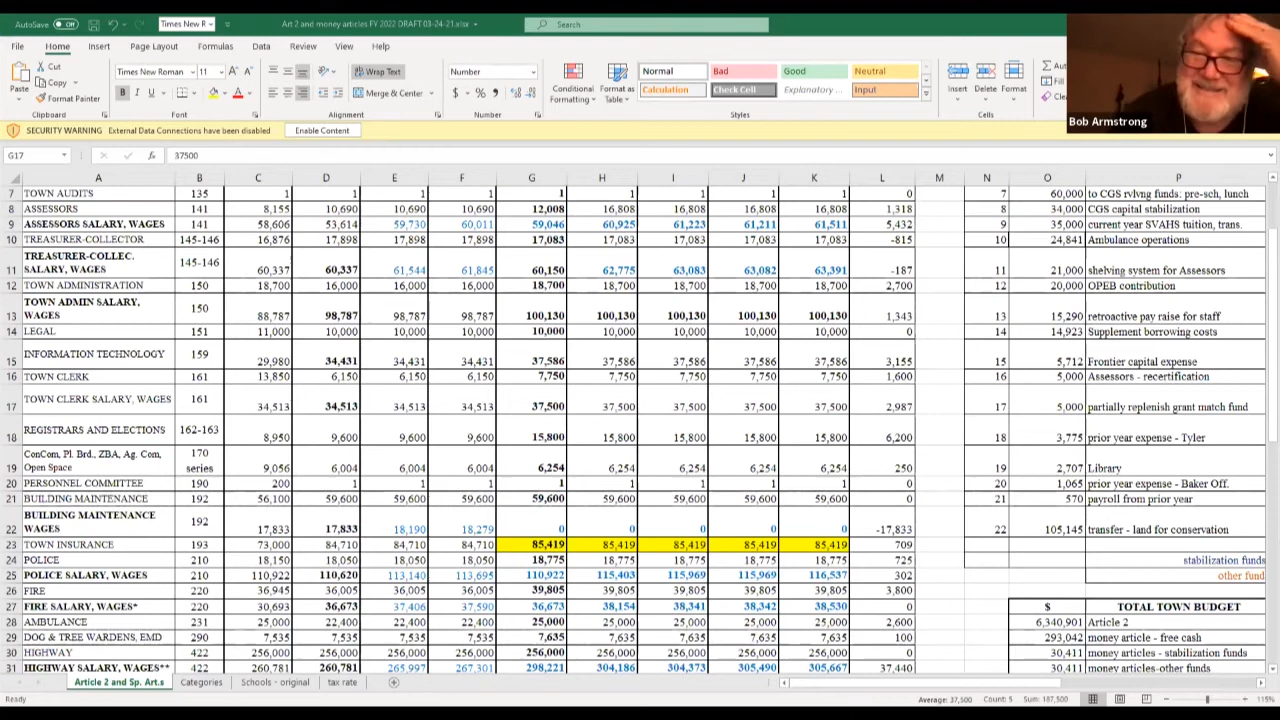 AutoSave Off Times New R Art 2 and money articles FY 2022 DRAFT 03-24-21.xlsx Search
File Home Insert Page Layout Formulas Data Review View Help
Cut Times New Roman 11 Wrap Text Number Normal Bad Good Neutral
Paste Copy Merge & Center Conditional Formatting Format as Table Calculation Check Cell Explanatory ... Input Insert Delete Format
Format Painter
Clipboard Font Alignment Number Styles Cells
Bob Armstrong
SECURITY WARNING External Data Connections have been disabled Enable Content
G17 37500
A B C D E F G H I J K L M N O P
7 TOWN AUDITS 135 1 1 1 1 1 1 1 1 1 0 7 60,000 to CGS rvlvng funds: pre-sch, lunch
8 ASSESSORS 141 8,155 10,690 10,690 10,690 12,008 16,808 16,808 16,808 16,808 1,318 8 34,000 CGS capital stabilization
9 ASSESSORS SALARY, WAGES 141 58,606 53,614 59,730 60,011 59,046 60,925 61,223 61,211 61,511 5,432 9 35,000 current year SVAHS tuition, trans.
10 TREASURER-COLLECTOR 145-146 16,876 17,898 17,898 17,898 17,083 17,083 17,083 17,083 17,083 -815 10 24,841 Ambulance operations
11 TREASURER-COLLEC. SALARY, WAGES 145-146 60,337 60,337 61,544 61,845 60,150 62,775 63,083 63,082 63,391 -187 11 21,000 shelving system for Assessors
12 TOWN ADMINISTRATION 150 18,700 16,000 16,000 16,000 18,700 18,700 18,700 18,700 18,700 2,700 12 20,000 OPEB contribution
13 TOWN ADMIN SALARY, WAGES 150 88,787 98,787 98,787 98,787 100,130 100,130 100,130 100,130 100,130 1,343 13 15,290 retroactive pay raise for staff
14 LEGAL 151 11,000 10,000 10,000 10,000 10,000 10,000 10,000 10,000 10,000 0 14 14,923 Supplement borrowing costs
15 INFORMATION TECHNOLOGY 159 29,980 34,431 34,431 34,431 37,586 37,586 37,586 37,586 37,586 3,155 15 5,712 Frontier capital expense
16 TOWN CLERK 161 13,850 6,150 6,150 6,150 7,750 7,750 7,750 7,750 7,750 1,600 16 5,000 Assessors - recertification
17 TOWN CLERK SALARY, WAGES 161 34,513 34,513 34,513 34,513 37,500 37,500 37,500 37,500 37,500 2,987 17 5,000 partially replenish grant match fund
18 REGISTRARS AND ELECTIONS 162-163 8,950 9,600 9,600 9,600 15,800 15,800 15,800 15,800 15,800 6,200 18 3,775 prior year expense - Tyler
19 ConCom, Pl. Brd., ZBA, Ag. Com, Open Space 170 series 9,056 6,004 6,004 6,004 6,254 6,254 6,254 6,254 6,254 250 19 2,707 Library
20 PERSONNEL COMMITTEE 190 200 1 1 1 1 1 1 1 1 0 20 1,065 prior year expense - Baker Off.
21 BUILDING MAINTENANCE 192 56,100 59,600 59,600 59,600 59,600 59,600 59,600 59,600 59,600 0 21 570 payroll from prior year
22 BUILDING MAINTENANCE WAGES 192 17,833 17,833 18,190 18,279 0 0 0 0 0 -17,833 22 105,145 transfer - land for conservation
23 TOWN INSURANCE 193 73,000 84,710 84,710 84,710 85,419 85,419 85,419 85,419 85,419 709
24 POLICE 210 18,150 18,050 18,050 18,050 18,775 18,775 18,775 18,775 18,775 725 stabilization funds
25 POLICE SALARY, WAGES 210 110,922 110,620 113,140 113,695 110,922 115,403 115,969 115,969 116,537 302 other fund
26 FIRE 220 36,945 36,005 36,005 36,005 39,805 39,805 39,805 39,805 39,805 3,800
27 FIRE SALARY, WAGES* 220 30,693 36,673 37,406 37,590 36,673 38,154 38,341 38,342 38,530 0 $ TOTAL TOWN BUDGET
28 AMBULANCE 231 25,000 22,400 22,400 22,400 25,000 25,000 25,000 25,000 25,000 2,600 6,340,901 Article 2
29 DOG & TREE WARDENS, EMD 290 7,535 7,535 7,535 7,535 7,635 7,635 7,635 7,635 7,635 100 293,042 money article - free cash
30 HIGHWAY 422 256,000 256,000 256,000 256,000 256,000 256,000 256,000 256,000 256,000 0 30,411 money articles - stabilization funds
31 HIGHWAY SALARY, WAGES** 422 260,781 260,781 265,997 267,301 298,221 304,186 304,373 305,490 305,667 37,440 30,411 money articles-other funds
Article 2 and Sp. Art.s Categories Schools - original tax rate
Ready Average: 37,500 Count: 5 Sum: 187,500 115%